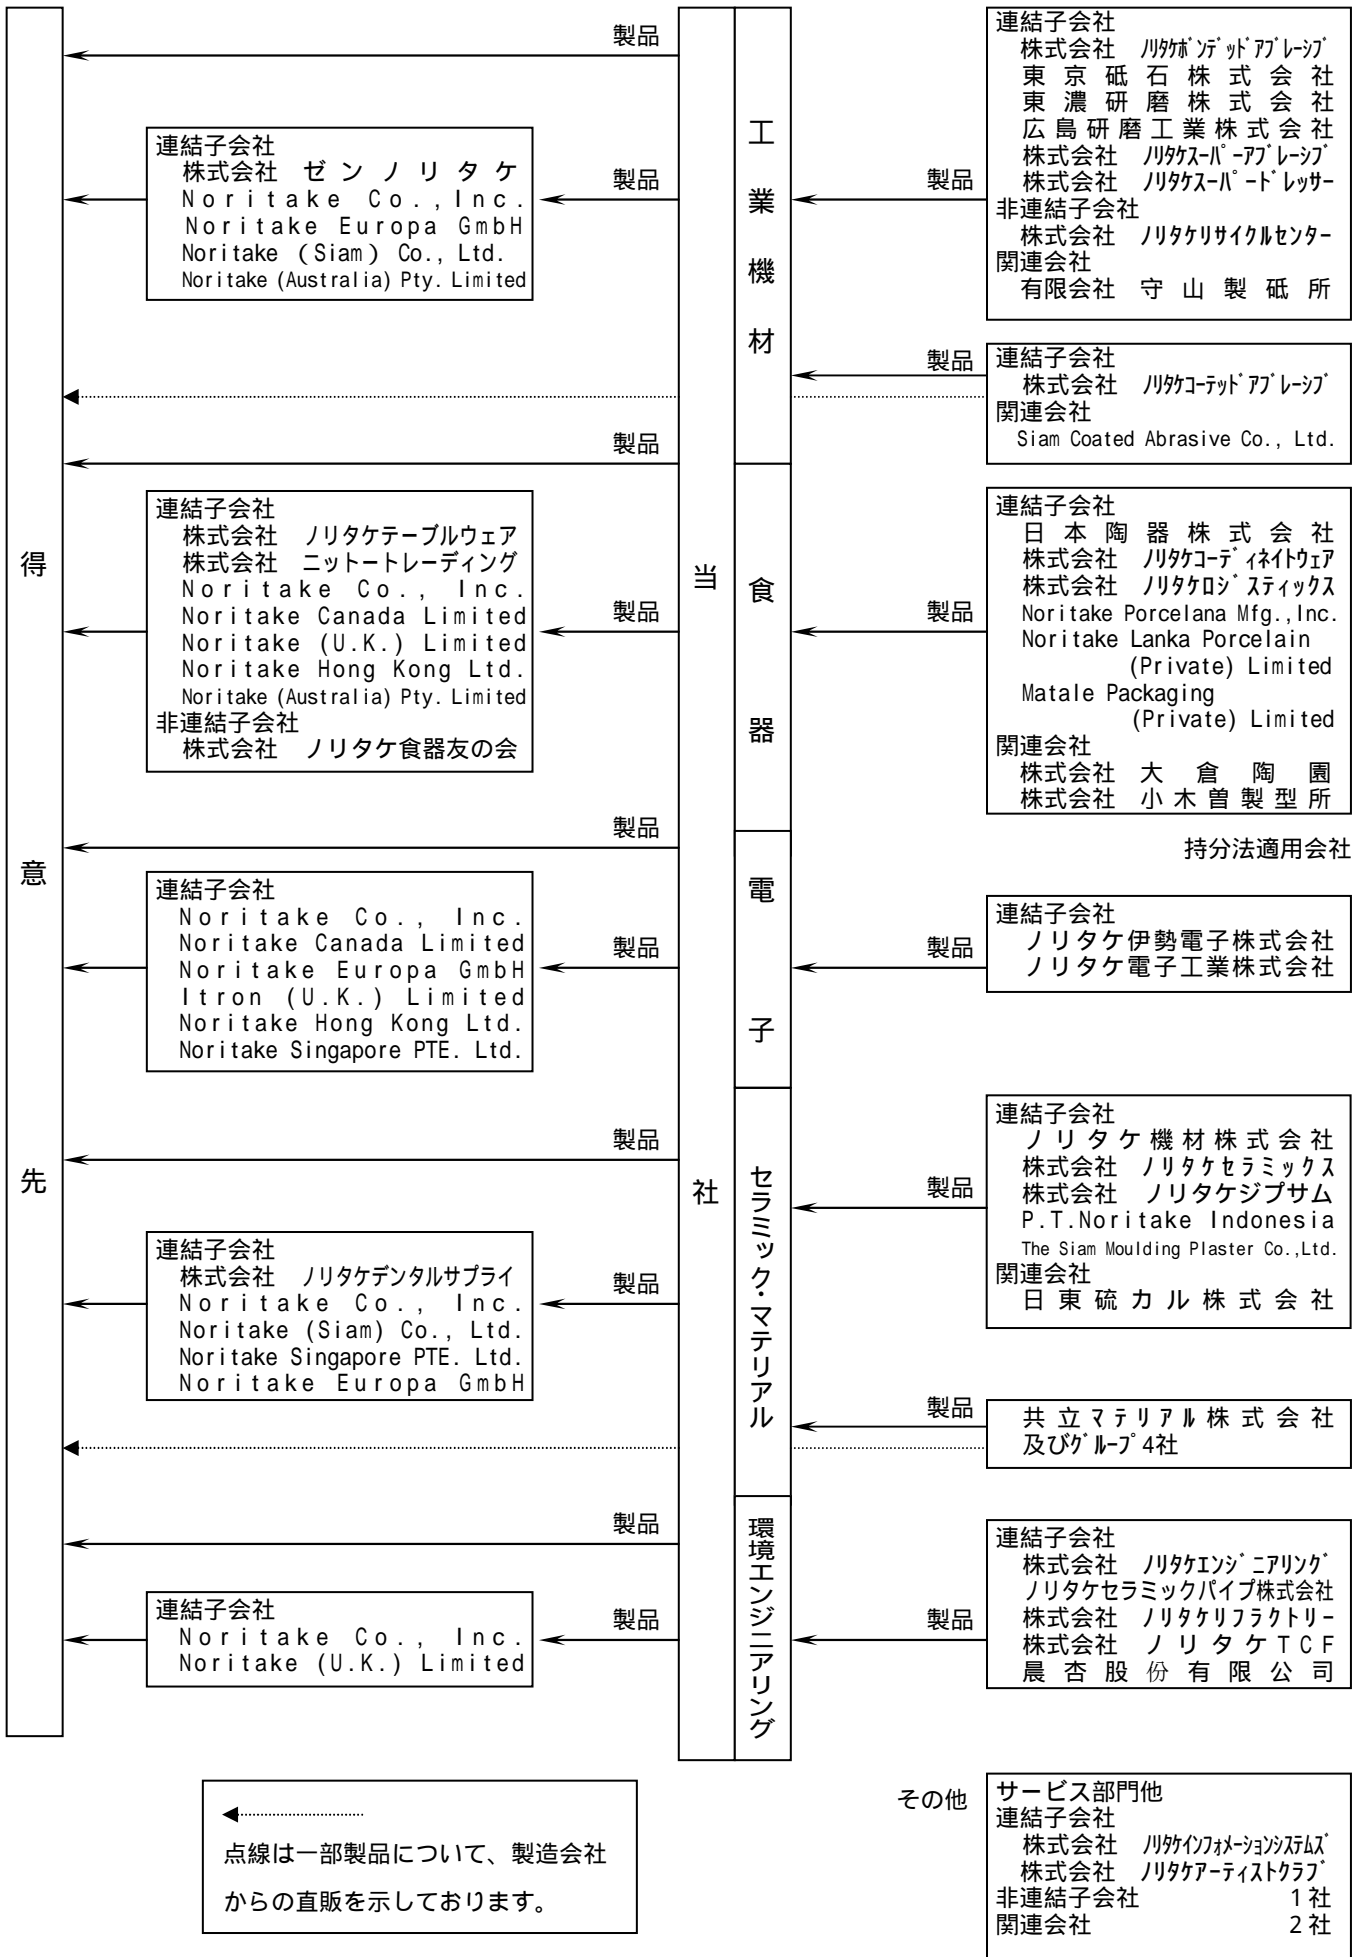 得意先
当社
工業機材
食器
電子
セラミック・マテリアル
環境エンジニアリング
製品
連結子会社
株式会社 ゼンノリタケ
Noritake Co.,Inc.
Noritake Europa GmbH
Noritake (Siam) Co., Ltd.
Noritake (Australia) Pty. Limited
製品
製品
連結子会社
株式会社 ノリタケボンデッドアブレーシブ
東京砥石株式会社
東濃研磨株式会社
広島研磨工業株式会社
株式会社 ノリタケスーパーアブレーシブ
株式会社 ノリタケスーパードレッサー
非連結子会社
株式会社 ノリタケリサイクルセンター
関連会社
有限会社 守山製砥所
製品
連結子会社
株式会社 ノリタケコーテッドアブレーシブ
関連会社
Siam Coated Abrasive Co., Ltd.
製品
連結子会社
株式会社 ノリタケテーブルウェア
株式会社 ニットートレーディング
Noritake Co., Inc.
Noritake Canada Limited
Noritake (U.K.) Limited
Noritake Hong Kong Ltd.
Noritake (Australia) Pty. Limited
非連結子会社
株式会社 ノリタケ食器友の会
製品
製品
連結子会社
日本陶器株式会社
株式会社 ノリタケコーディネイトウェア
株式会社 ノリタケロジスティックス
Noritake Porcelana Mfg.,Inc.
Noritake Lanka Porcelain
(Private) Limited
Matale Packaging
(Private) Limited
関連会社
株式会社 大倉陶園
株式会社 小木曽製型所
持分法適用会社
製品
連結子会社
Noritake Co., Inc.
Noritake Canada Limited
Noritake Europa GmbH
Itron (U.K.) Limited
Noritake Hong Kong Ltd.
Noritake Singapore PTE. Ltd.
製品
製品
連結子会社
ノリタケ伊勢電子株式会社
ノリタケ電子工業株式会社
製品
連結子会社
株式会社 ノリタケデンタルサプライ
Noritake Co., Inc.
Noritake (Siam) Co., Ltd.
Noritake Singapore PTE. Ltd.
Noritake Europa GmbH
製品
製品
連結子会社
ノリタケ機材株式会社
株式会社 ノリタケセラミックス
株式会社 ノリタケジプサム
P.T.Noritake Indonesia
The Siam Moulding Plaster Co.,Ltd.
関連会社
日東硫カル株式会社
製品
共立マテリアル株式会社
及びグループ4社
製品
連結子会社
Noritake Co., Inc.
Noritake (U.K.) Limited
製品
製品
連結子会社
株式会社 ノリタケエンジニアリング
ノリタケセラミックパイプ株式会社
株式会社 ノリタケリフラクトリー
株式会社 ノリタケTCF
晨杏股份有限公司
点線は一部製品について、製造会社
からの直販を示しております。
その他
サービス部門他
連結子会社
株式会社 ノリタケインフォメーションシステムズ
株式会社 ノリタケアーティストクラブ
非連結子会社 1社
関連会社 2社